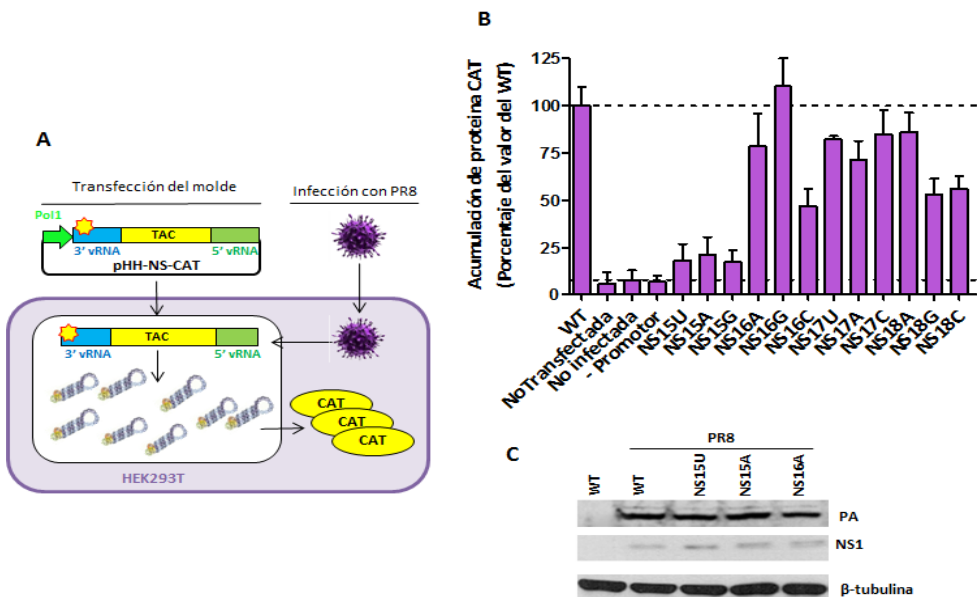 A
Transfección del molde
Infección con PR8
Pol1
TAC
3' vRNA
5' vRNA
pHH-NS-CAT
TAC
3' vRNA
5' vRNA
CAT
CAT
CAT
HEK293T
B
Acumulación de proteina CAT
(Porcentaje del valor del WT)
125
100
75
50
25
0
WT
NoTransfectada
No infectada
- Promotor
NS15U
NS15A
NS15G
NS16A
NS16G
NS16C
NS17U
NS17A
NS17C
NS18A
NS18G
NS18C
C
PR8
WT
WT
NS15U
NS15A
NS16A
PA
NS1
β-tubulina